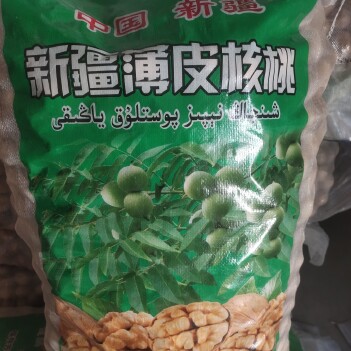 中国 新疆
新疆薄皮核桃
شىنجاڭ نېپىز پوستلۇق ياڭىقى